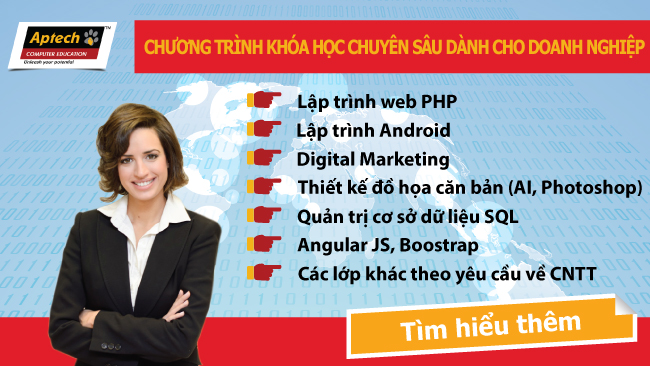 Aptech
TM
COMPUTER EDUCATION
Unleash your potential
CHƯƠNG TRÌNH KHÓA HỌC CHUYÊN SÂU DÀNH CHO DOANH NGHIỆP
Lập trình web PHP
Lập trình Android
Digital Marketing
Thiết kế đồ họa căn bản (AI, Photoshop)
Quản trị cơ sở dữ liệu SQL
Angular JS, Boostrap
Các lớp khác theo yêu cầu về CNTT
Tìm hiểu thêm